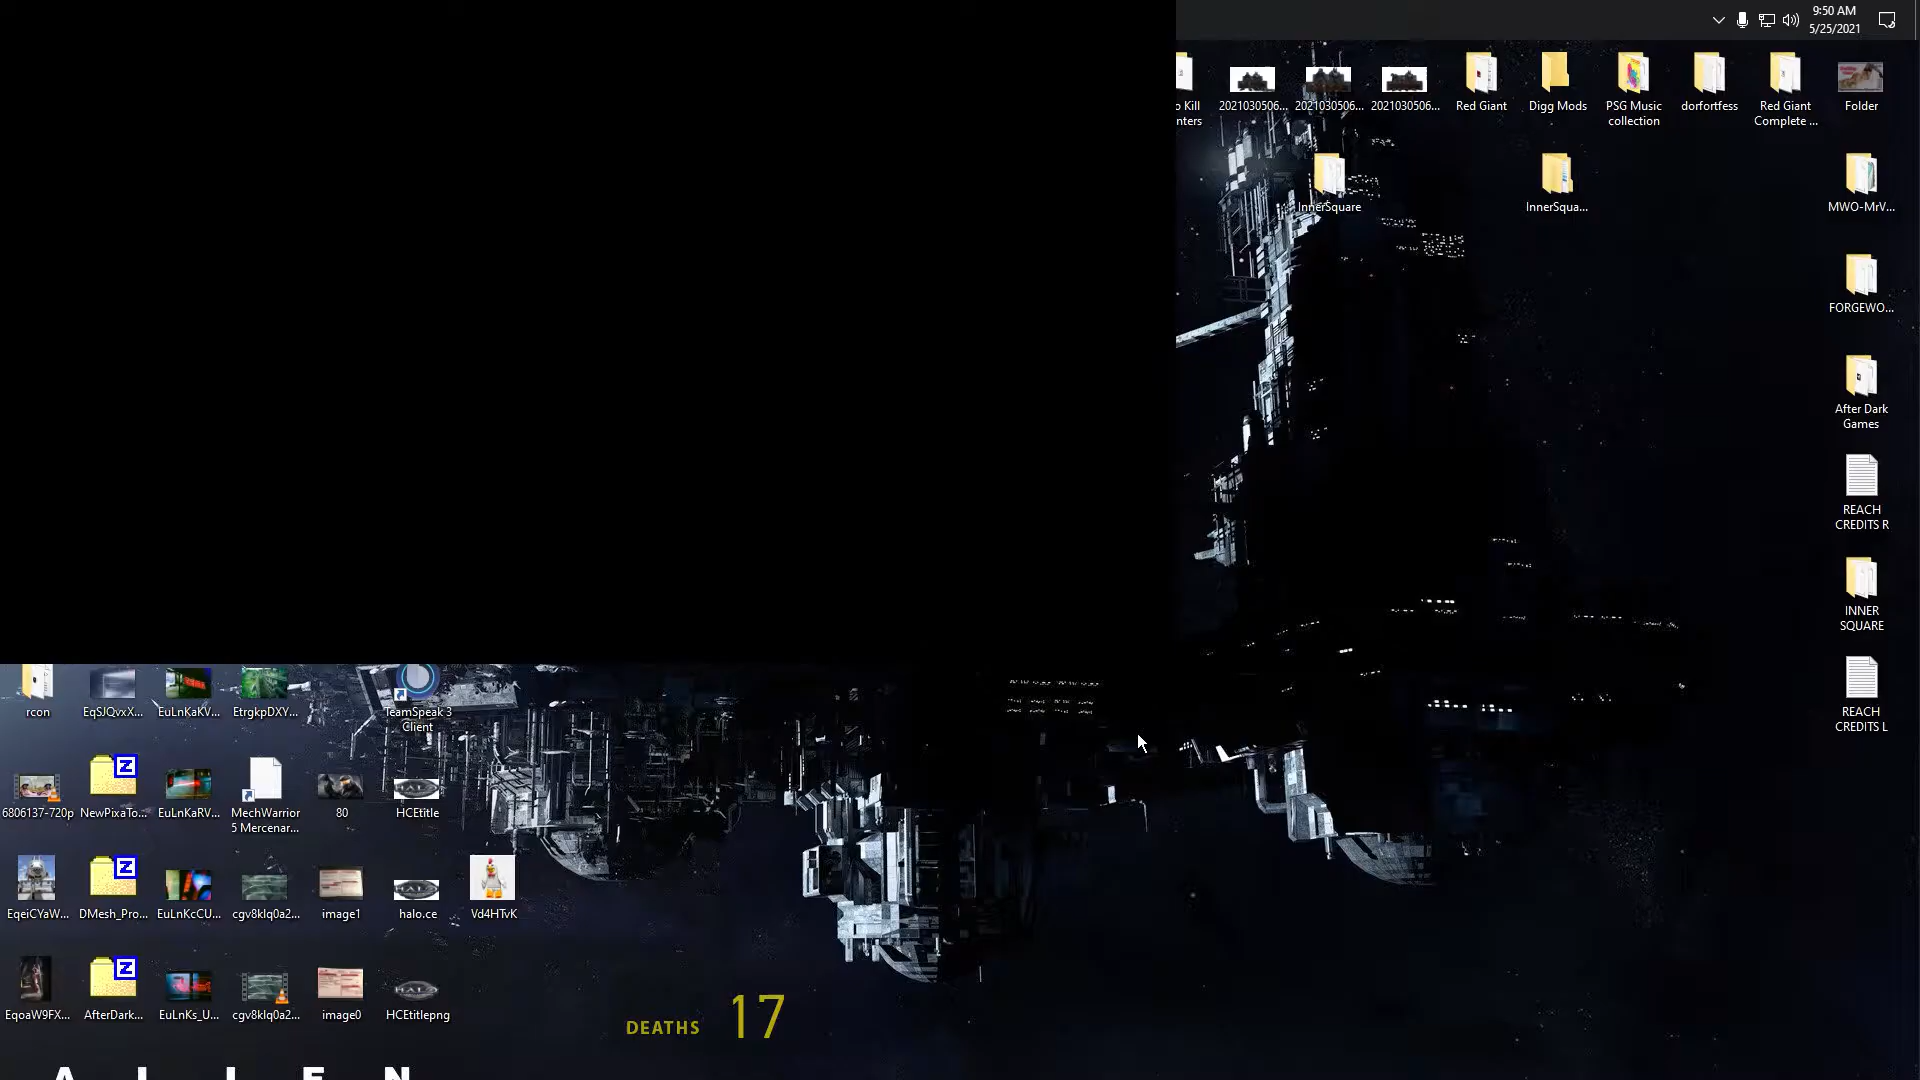 9:50 AM
5/25/2021
o Kill
nters
2021030506...
2021030506...
2021030506...
Red Giant
Digg Mods
PSG Music
collection
dorfortfess
Red Giant
Complete ...
Folder
InnerSquare
InnerSqua...
MWO-MrV...
FORGEWO...
After Dark
Games
REACH
CREDITS R
INNER
SQUARE
REACH
CREDITS L
rcon
EqSJQvxX...
EuLnKaKV...
EtrgkpDXY...
TeamSpeak 3
Client
6806137-720p
NewPixaTo...
EuLnKaRV...
MechWarrior
5 Mercenar...
80
HCEtitle
EqeiCYaW...
DMesh_Pro...
EuLnKcCU...
cgv8klq0a2...
image1
halo.ce
Vd4HTvK
EqoaW9FX...
AfterDark...
EuLnKs_U...
cgv8klq0a2...
image0
HCEtitlepng
DEATHS 17
A L I E N